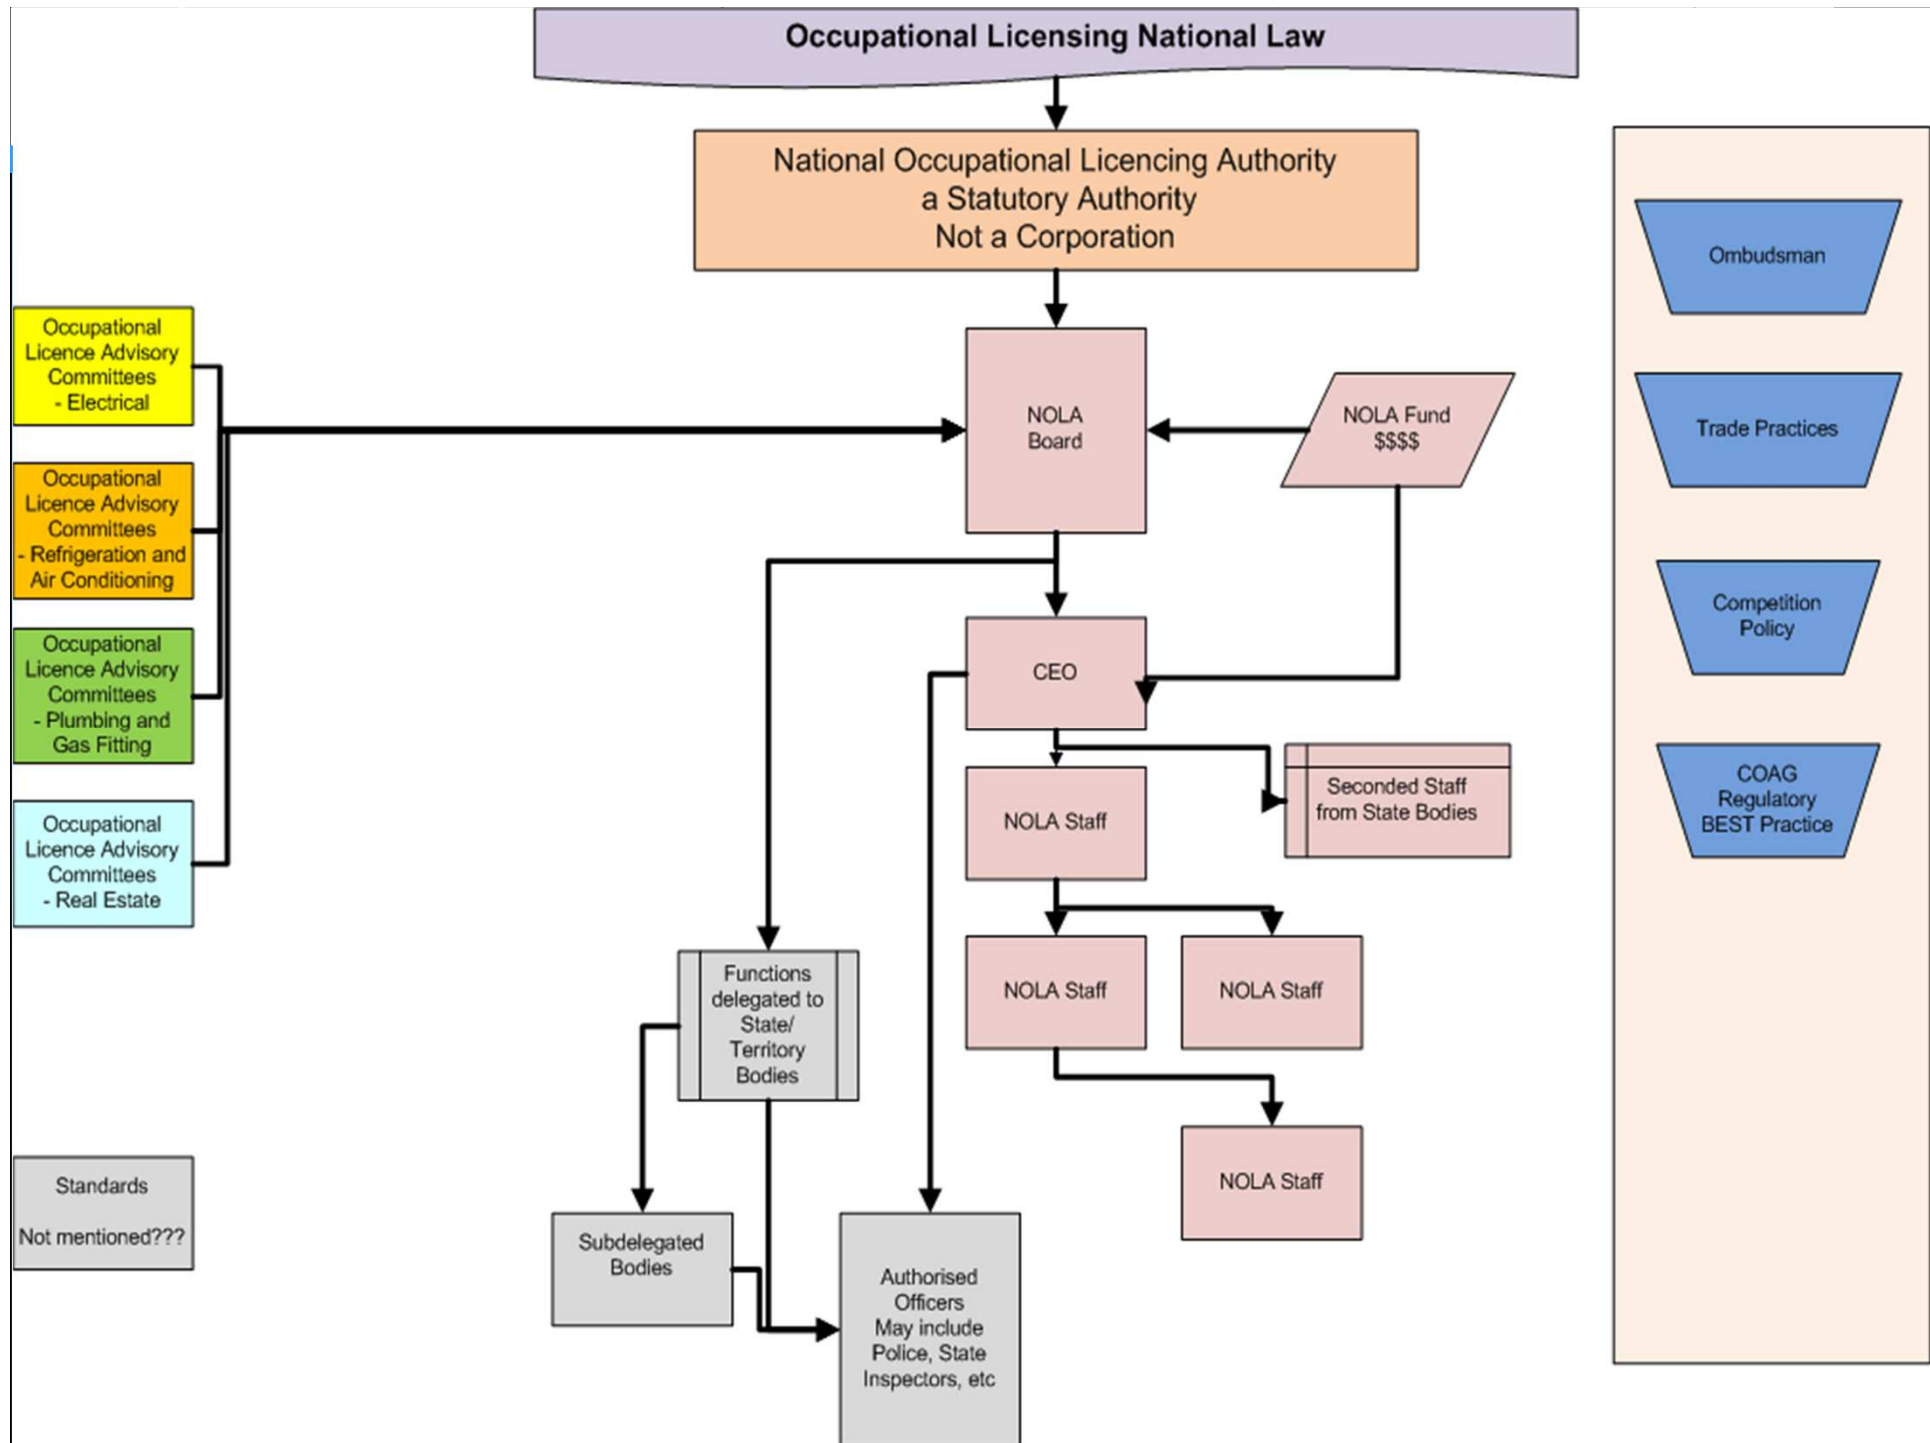 Occupational Licensing National Law
National Occupational Licencing Authority
a Statutory Authority
Not a Corporation
Occupational
Licence Advisory
Committees
- Electrical
Occupational
Licence Advisory
Committees
- Refrigeration and
Air Conditioning
Occupational
Licence Advisory
Committees
- Plumbing and
Gas Fitting
Occupational
Licence Advisory
Committees
- Real Estate
Standards
Not mentioned???
NOLA
Board
NOLA Fund
$$$$
CEO
NOLA Staff
Seconded Staff
from State Bodies
NOLA Staff
NOLA Staff
NOLA Staff
Functions
delegated to
State/
Territory
Bodies
Subdelegated
Bodies
Authorised
Officers
May include
Police, State
Inspectors, etc
Ombudsman
Trade Practices
Competition
Policy
COAG
Regulatory
BEST Practice